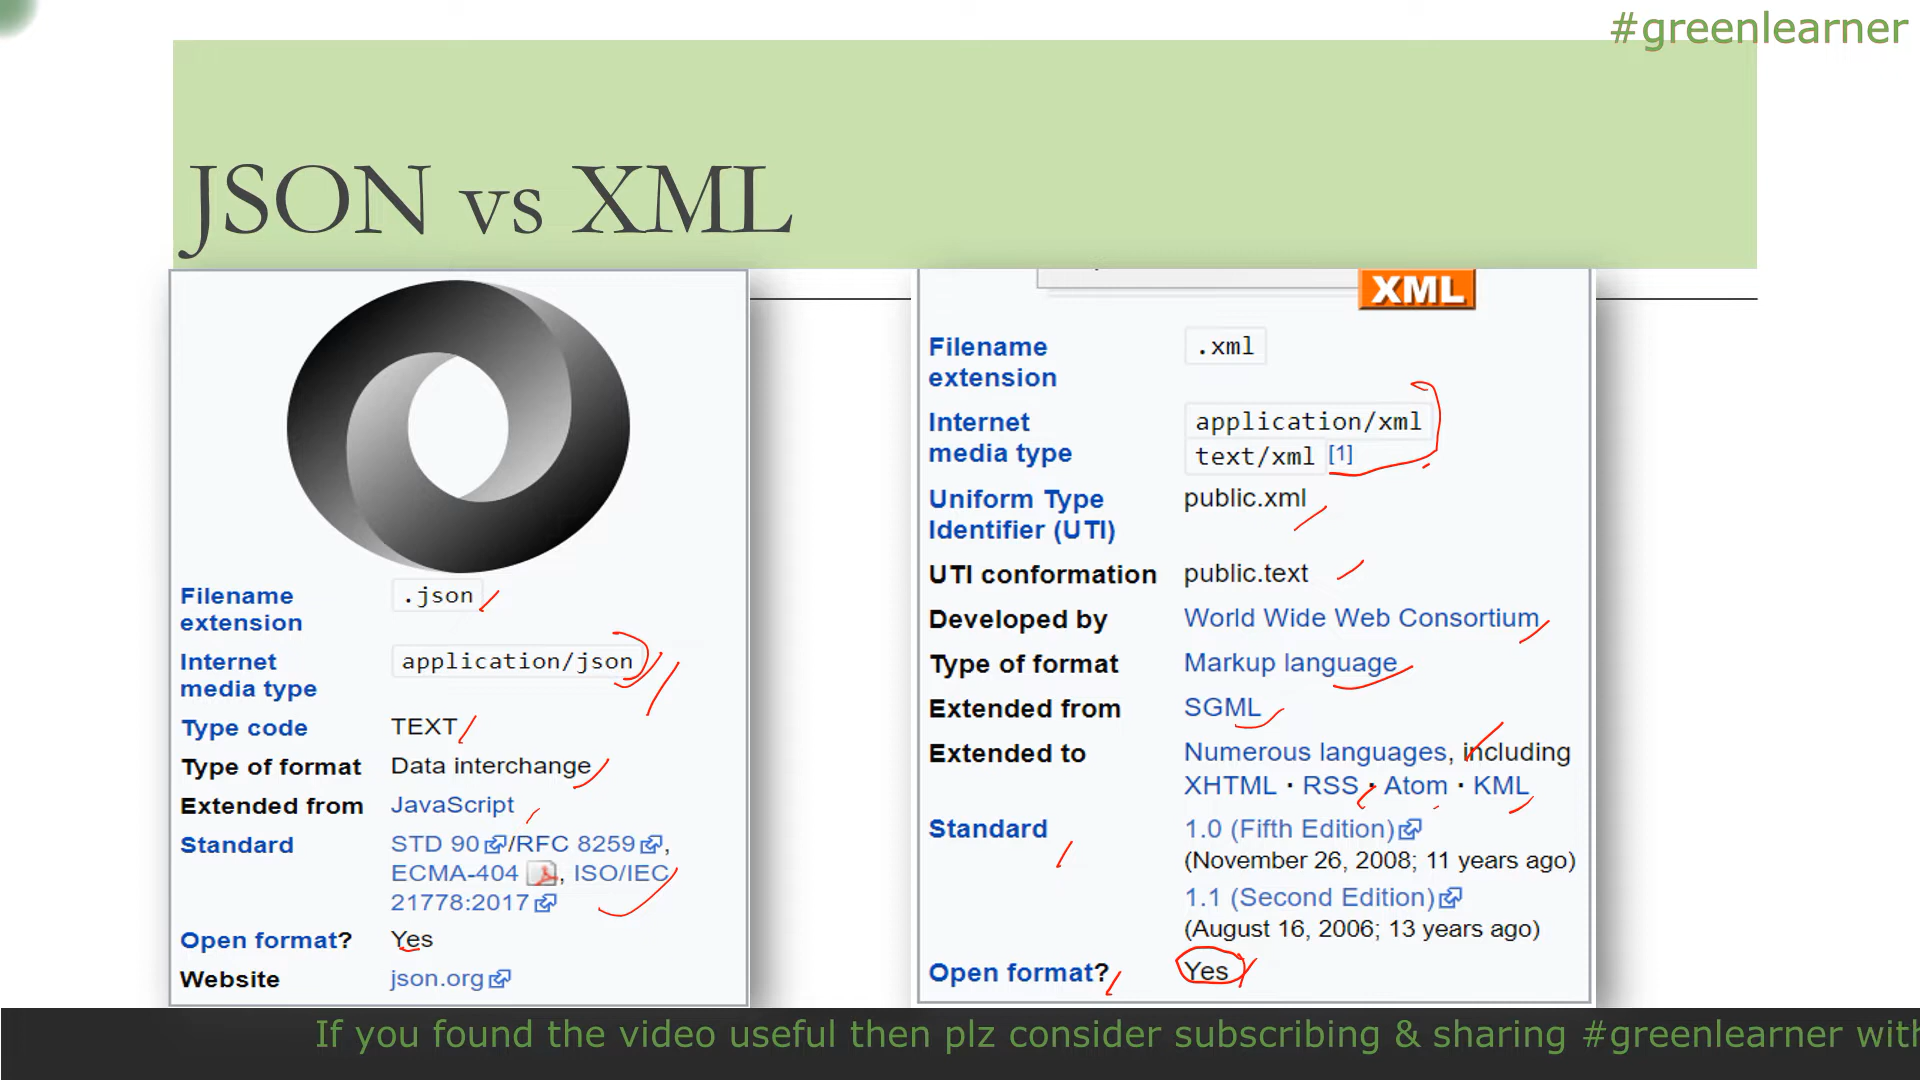 #greenlearner
JSON vs XML
Filename
extension
.json
Internet
media type
application/json
Type code
TEXT
Type of format
Data interchange
Extended from
JavaScript
Standard
STD 90/RFC 8259,
ECMA-404, ISO/IEC
21778:2017
Open format?
Yes
Website
json.org
XML
Filename
extension
.xml
Internet
media type
application/xml
text/xml [1]
Uniform Type
Identifier (UTI)
public.xml
UTI conformation
public.text
Developed by
World Wide Web Consortium
Type of format
Markup language
Extended from
SGML
Extended to
Numerous languages, including
XHTML · RSS · Atom · KML
Standard
1.0 (Fifth Edition)
(November 26, 2008; 11 years ago)
1.1 (Second Edition)
(August 16, 2006; 13 years ago)
Open format?
Yes
If you found the video useful then plz consider subscribing & sharing #greenlearner wit